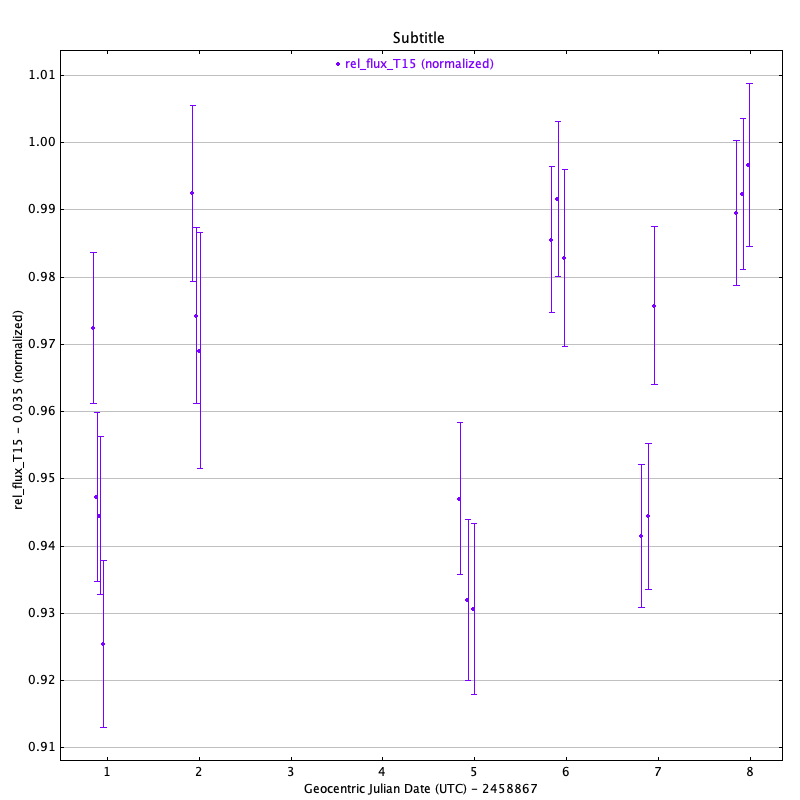 Subtitle
rel_flux_T15 (normalized)
1.01
1.00
0.99
0.98
0.97
0.96
0.95
0.94
0.93
0.92
0.91
rel_flux_T15 - 0.035 (normalized)
1 2 3 4 5 6 7 8
Geocentric Julian Date (UTC) - 2458867